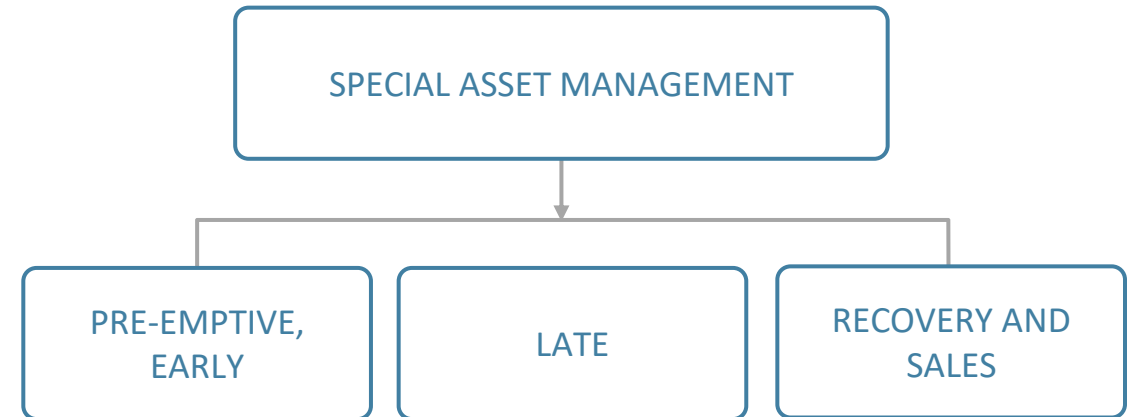 SPECIAL ASSET MANAGEMENT
PRE-EMPTIVE,
EARLY
LATE
RECOVERY AND
SALES